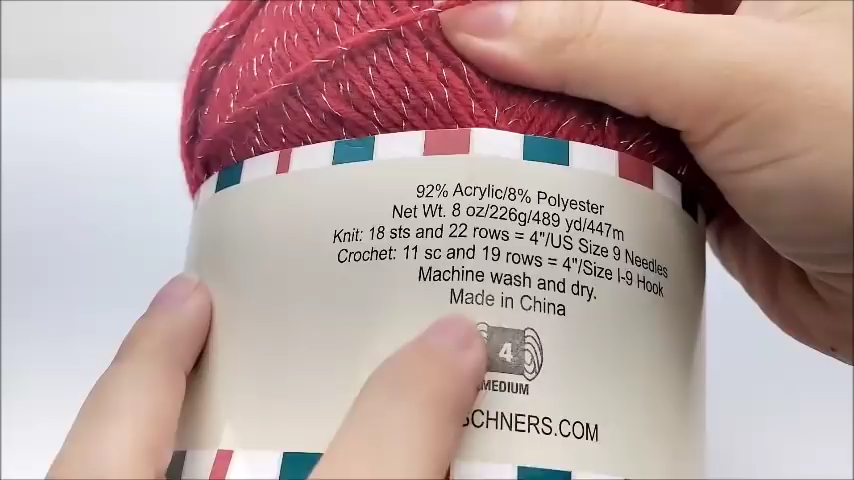 92% Acrylic/8% Polyester
Net Wt. 8 oz/226g/489 yd/447m
Knit: 18 sts and 22 rows = 4"/US Size 9 Needles
Crochet: 11 sc and 19 rows = 4"/Size I-9 Hook
Machine wash and dry.
Made in China
4
MEDIUM
SCHNERS.COM